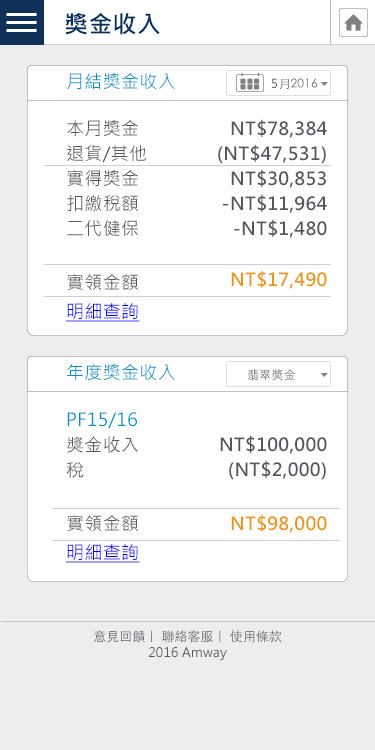 獎金收入
月結獎金收入 5月2016
本月獎金 NT$78,384
退貨/其他 (NT$47,531)
實得獎金 NT$30,853
扣繳稅額 -NT$11,964
二代健保 -NT$1,480
實領金額 NT$17,490
明細查詢
年度獎金收入 翡翠獎金
PF15/16
獎金收入 NT$100,000
稅 (NT$2,000)
實領金額 NT$98,000
明細查詢
意見回饋 | 聯絡客服 | 使用條款
2016 Amway